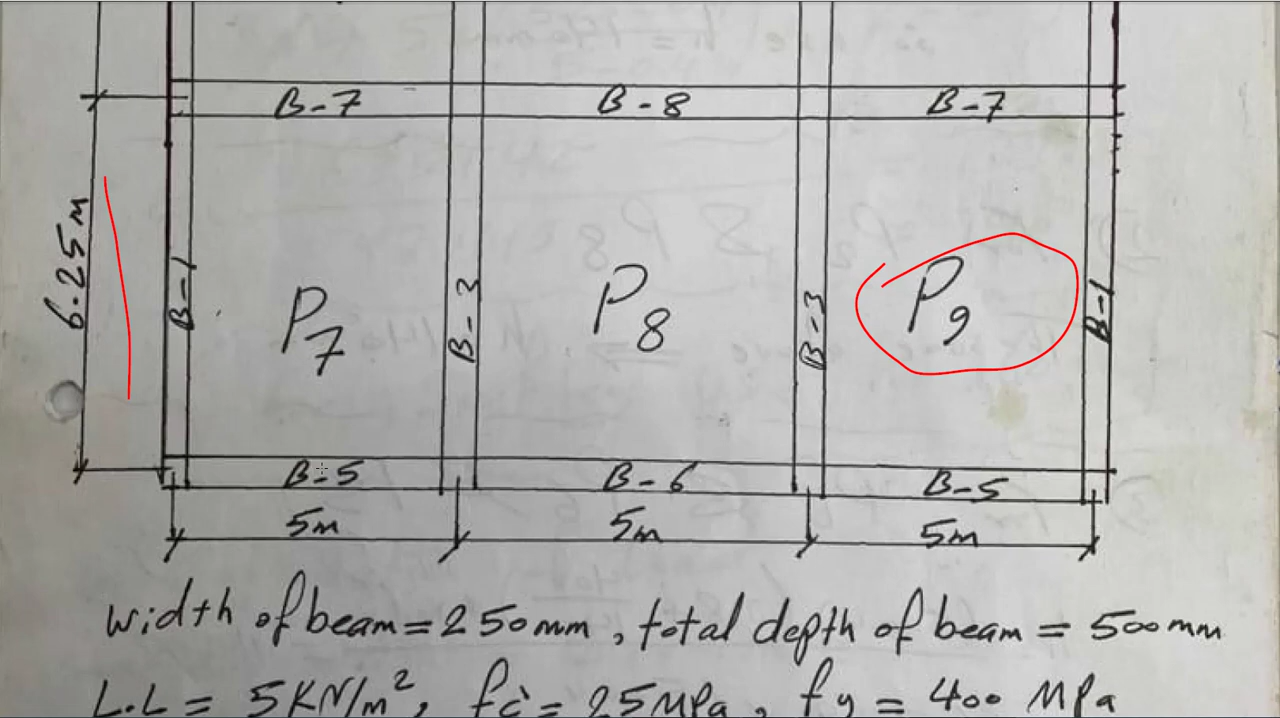 B-7 B-8 B-7
6.25m
B-1 P7 B-3 P8 B-3 P9 B-1
B-5 B-6 B-5
5m 5m 5m
width of beam = 250mm, total depth of beam = 500mm
L.L = 5KN/m², fc' = 25MPa, fy = 400 MPa